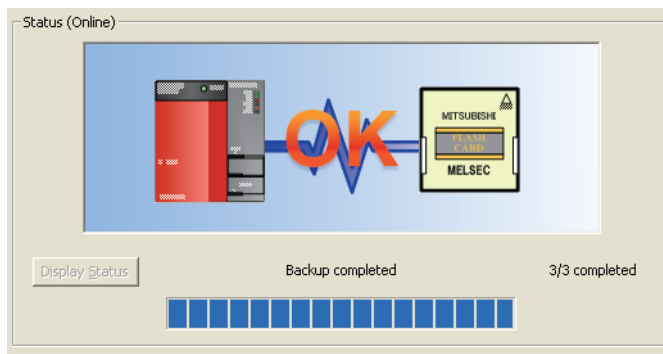 Status (Online)
OK
MITSUBISHI
FLASH
CARD
MELSEC
Display Status
Backup completed
3/3 completed